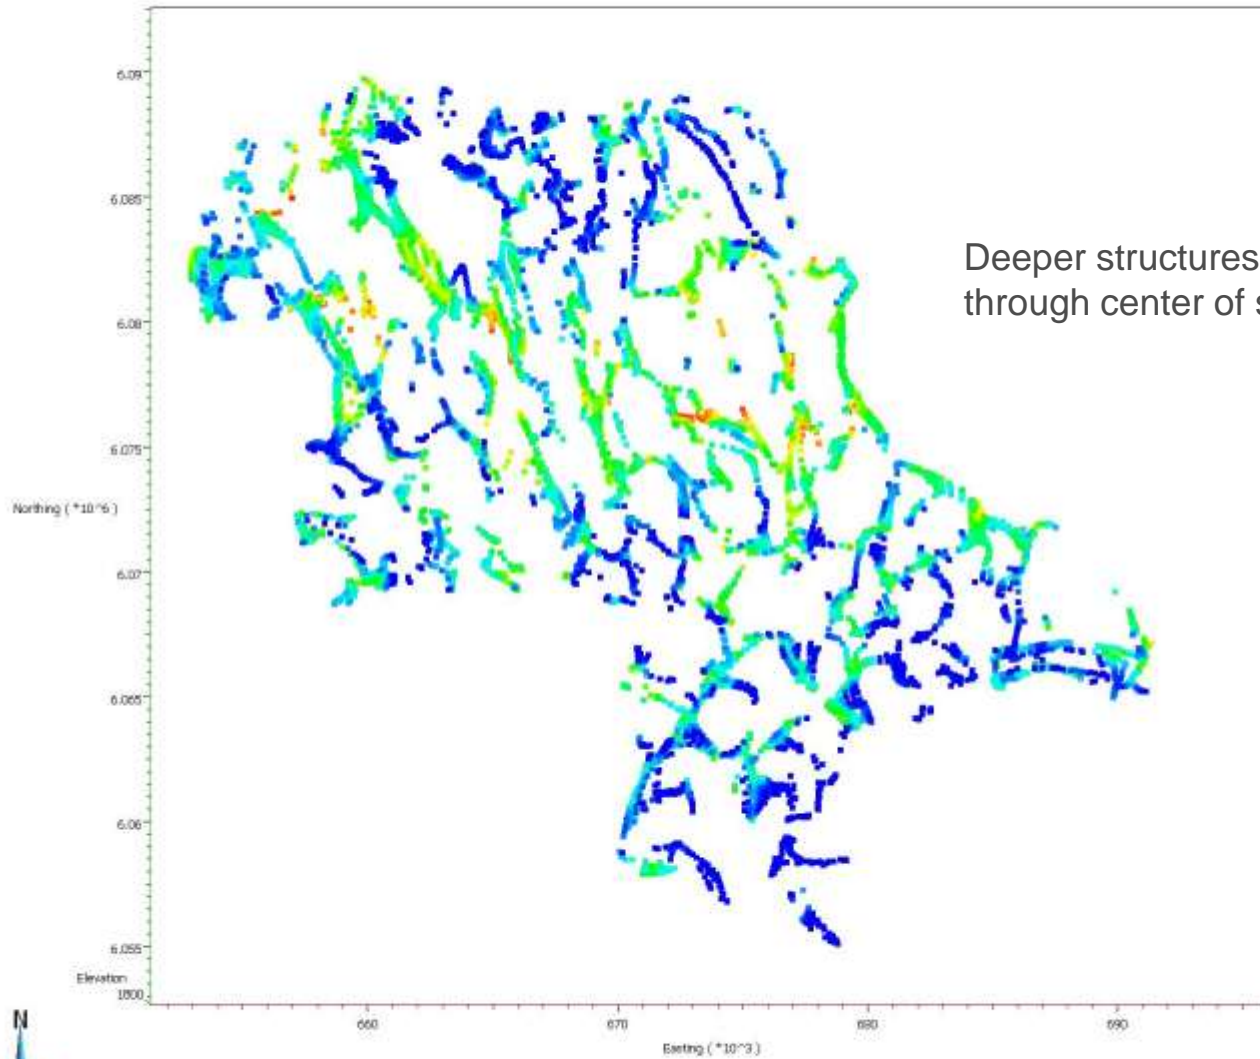 6.09
6.085
Deeper structures
through center of
6.08
6.075
Northing ( *10^6 )
6.07
6.065
6.06
6.055
Elevation
1800
N
660
670
680
690
Easting ( *10^3 )